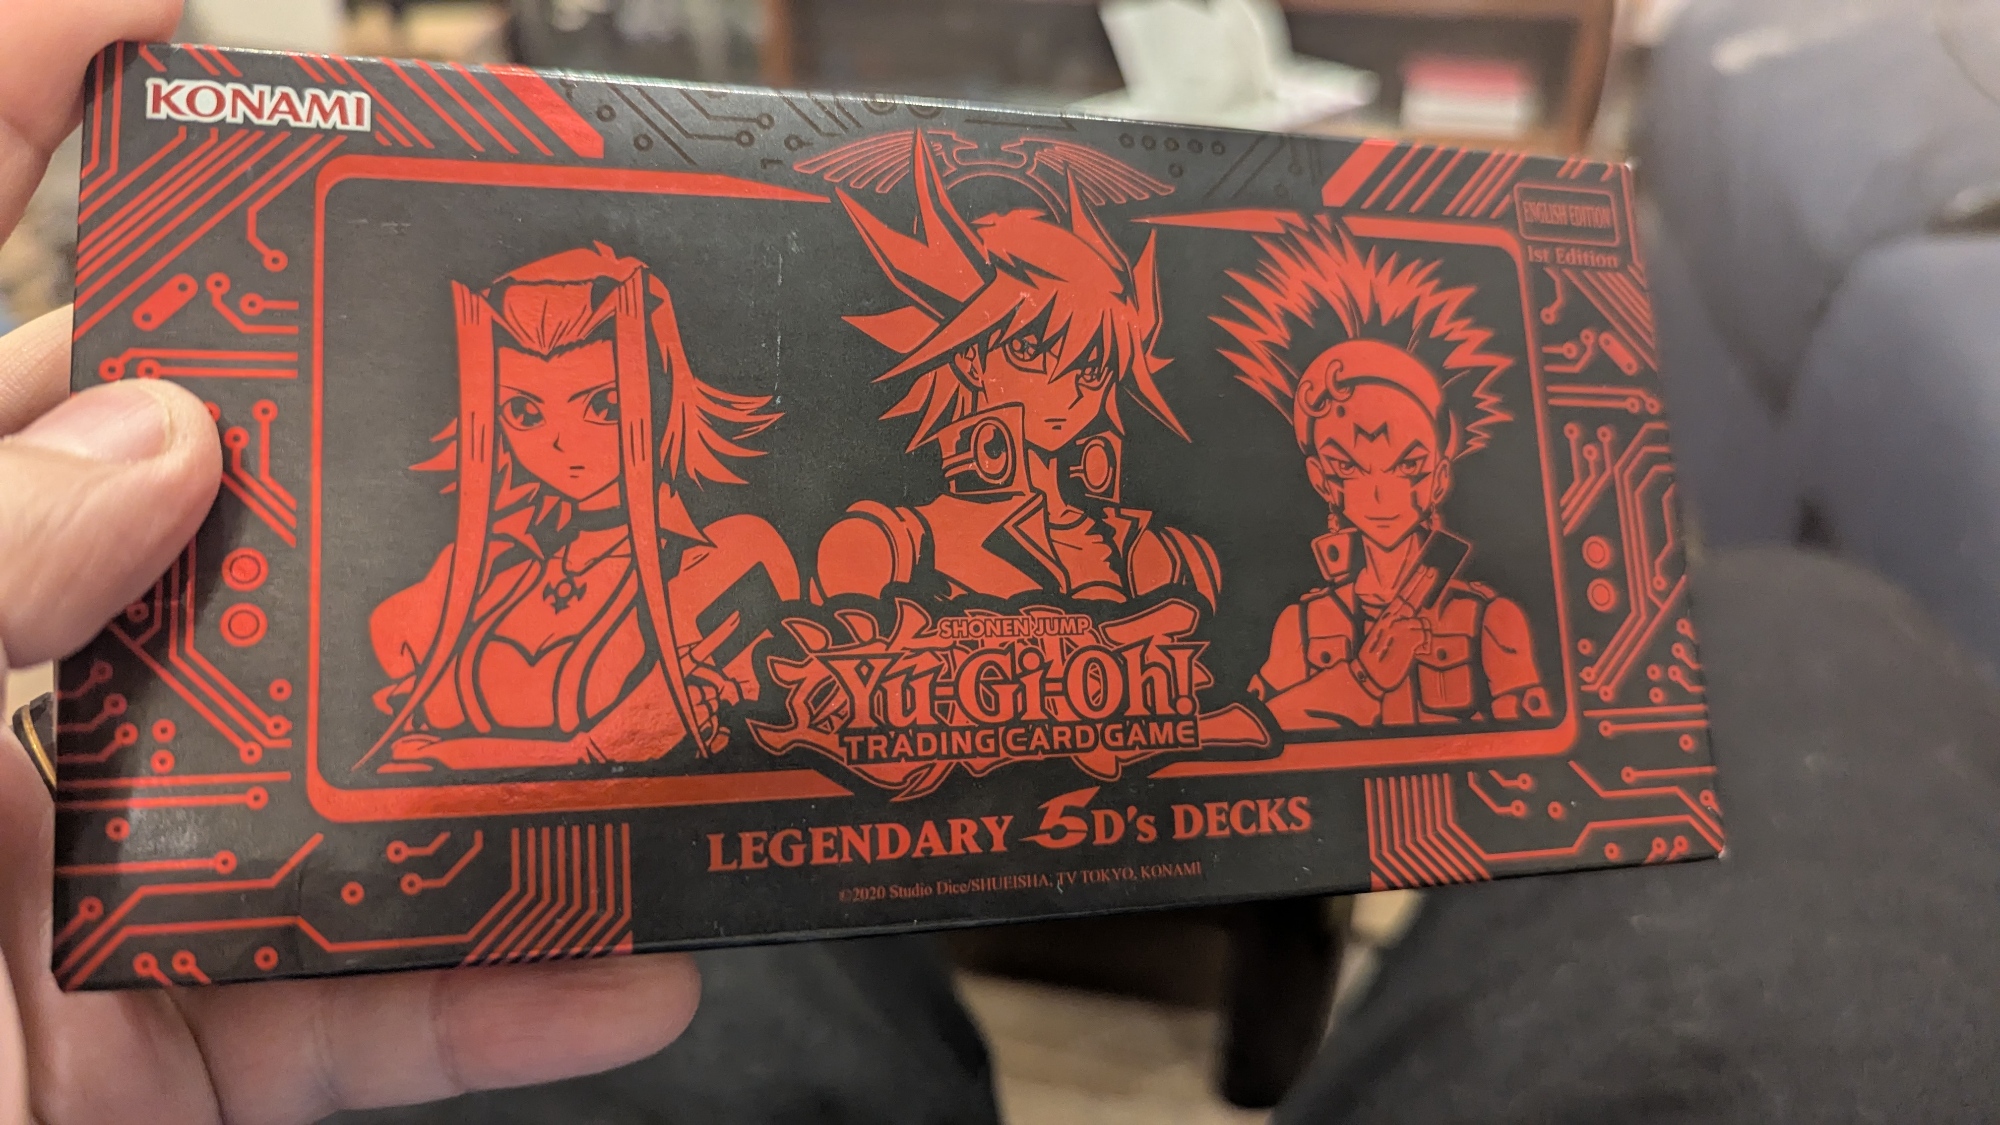 KONAMI
ENGLISH EDITION
1st Edition
SHONEN JUMP
Yu-Gi-Oh!
TRADING CARD GAME
LEGENDARY 5D's DECKS
©2020 Studio Dice/SHUEISHA, TV TOKYO, KONAMI